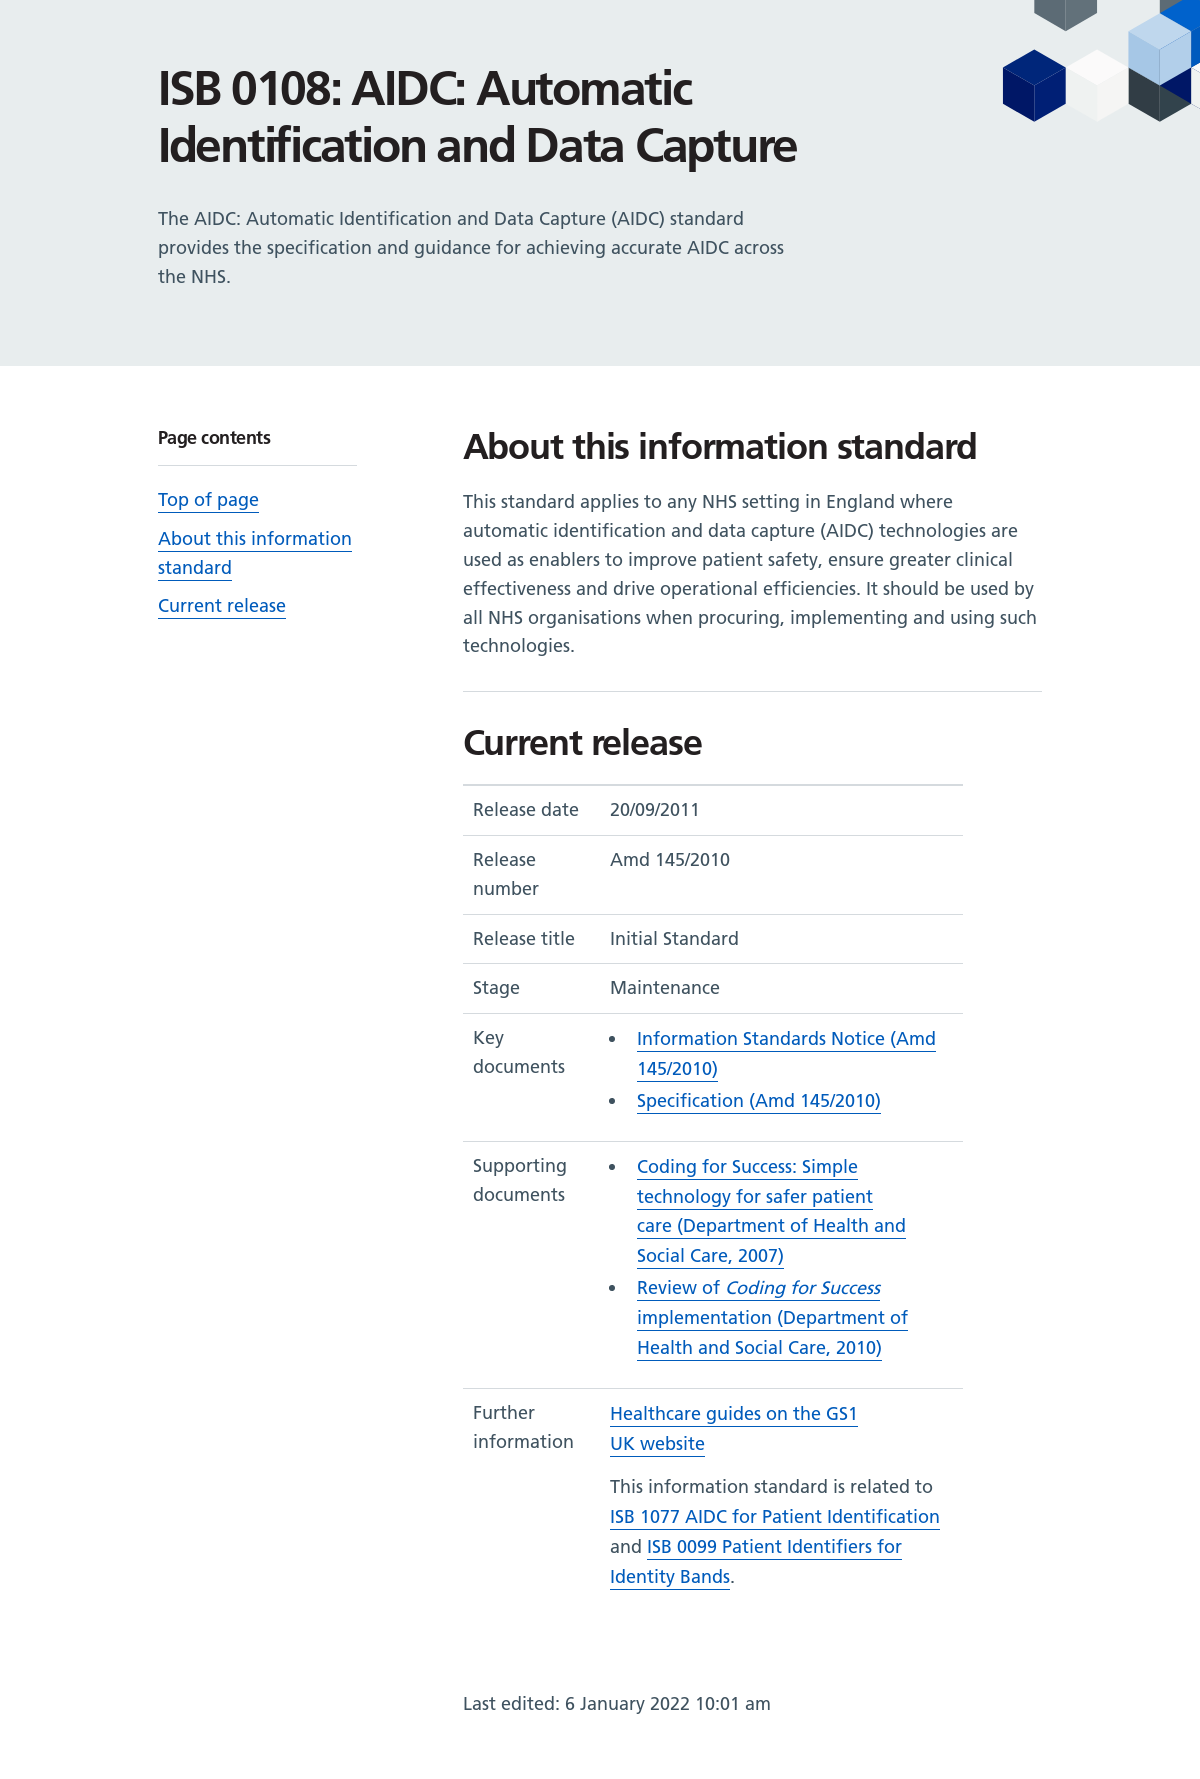 ISB 0108: AIDC: Automatic
Identification and Data Capture
The AIDC: Automatic Identification and Data Capture (AIDC) standard
provides the specification and guidance for achieving accurate AIDC across
the NHS.
Page contents
Top of page
About this information
standard
Current release
About this information standard
This standard applies to any NHS setting in England where
automatic identification and data capture (AIDC) technologies are
used as enablers to improve patient safety, ensure greater clinical
effectiveness and drive operational efficiencies. It should be used by
all NHS organisations when procuring, implementing and using such
technologies.
Current release
Release date 20/09/2011
Release Amd 145/2010
number
Release title Initial Standard
Stage Maintenance
Key
documents
• Information Standards Notice (Amd
145/2010)
• Specification (Amd 145/2010)
Supporting
documents
• Coding for Success: Simple
technology for safer patient
care (Department of Health and
Social Care, 2007)
• Review of Coding for Success
implementation (Department of
Health and Social Care, 2010)
Further
information
Healthcare guides on the GS1
UK website
This information standard is related to
ISB 1077 AIDC for Patient Identification
and ISB 0099 Patient Identifiers for
Identity Bands.
Last edited: 6 January 2022 10:01 am